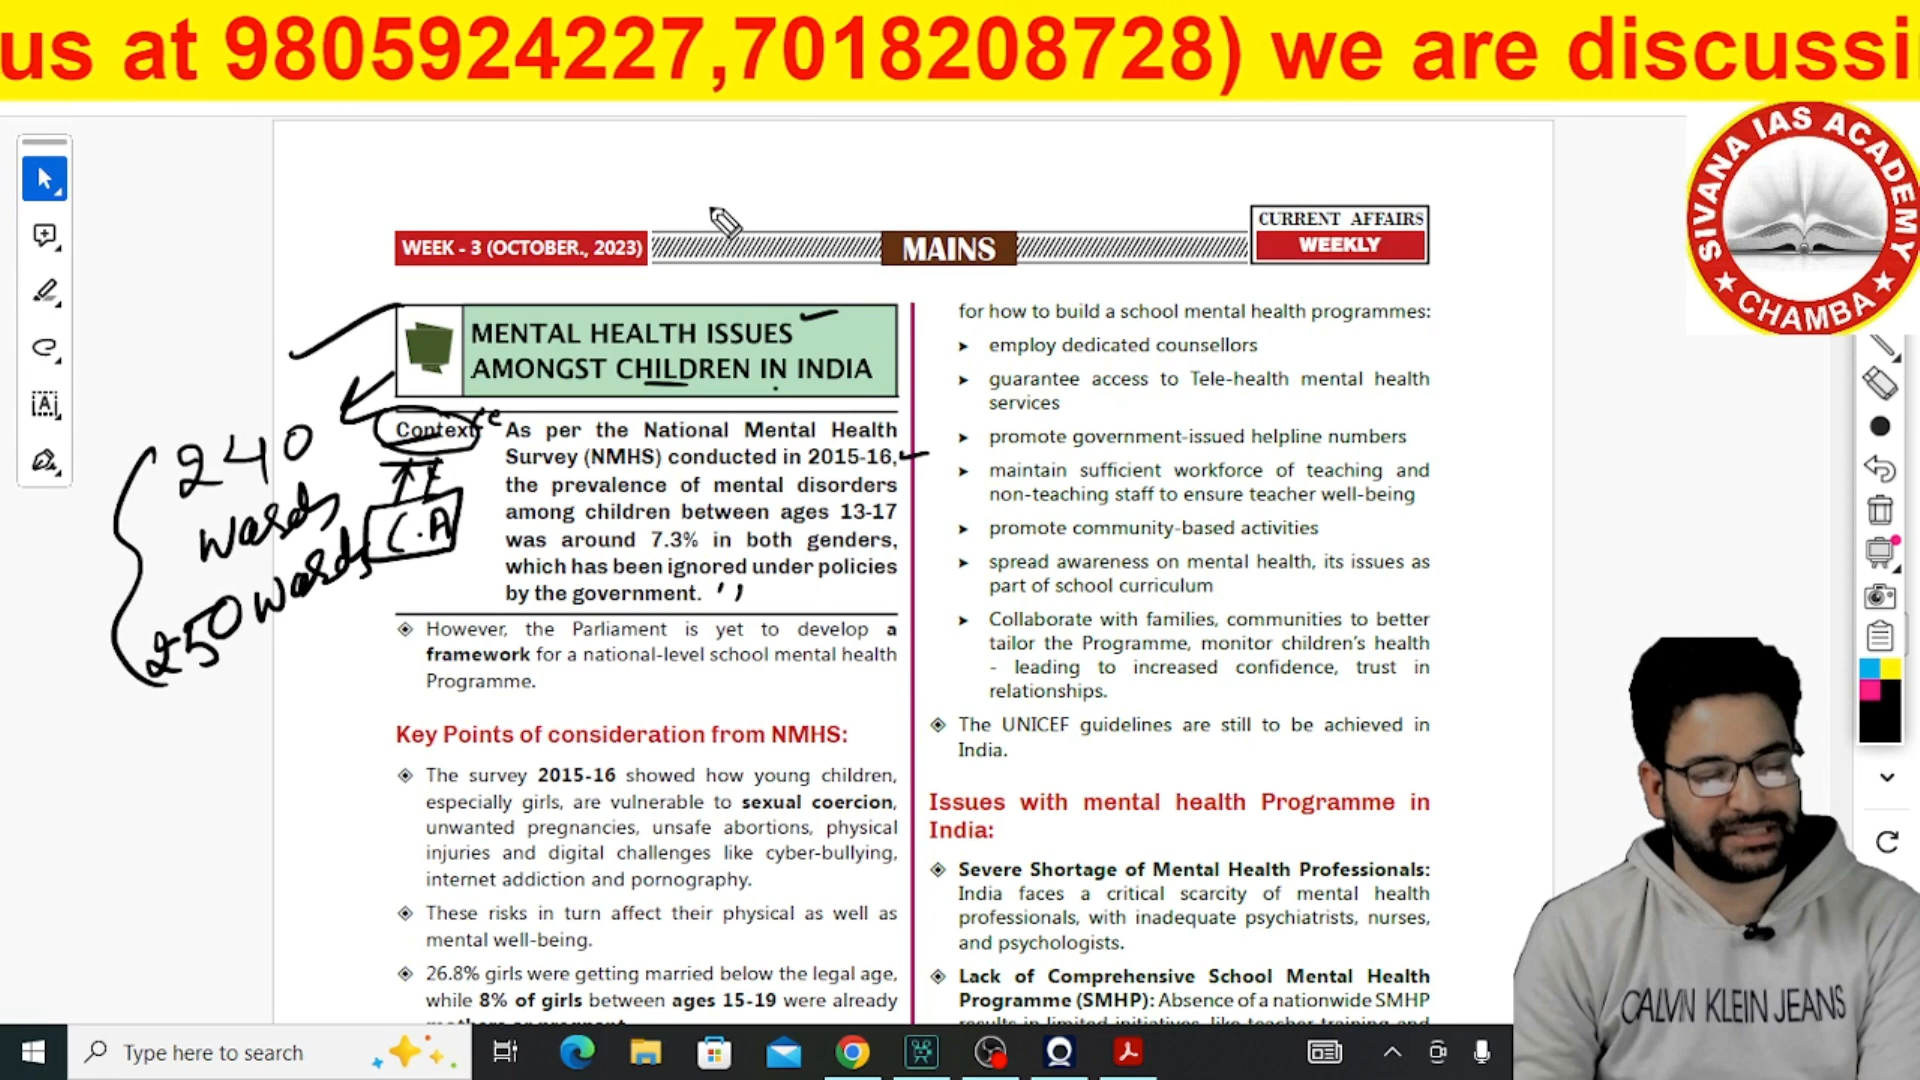 us at 9805924227,7018208728) we are discussi
SIVANA IAS ACADEMY
CHAMBA
WEEK - 3 (OCTOBER., 2023)
MAINS
CURRENT AFFAIRS
WEEKLY
MENTAL HEALTH ISSUES
AMONGST CHILDREN IN INDIA
Context: As per the National Mental Health
Survey (NMHS) conducted in 2015-16,
the prevalence of mental disorders
among children between ages 13-17
was around 7.3% in both genders,
which has been ignored under policies
by the government.
240
words
250 words
C.A
However, the Parliament is yet to develop a
framework for a national-level school mental health
Programme.
Key Points of consideration from NMHS:
The survey 2015-16 showed how young children,
especially girls, are vulnerable to sexual coercion,
unwanted pregnancies, unsafe abortions, physical
injuries and digital challenges like cyber-bullying,
internet addiction and pornography.
These risks in turn affect their physical as well as
mental well-being.
26.8% girls were getting married below the legal age,
while 8% of girls between ages 15-19 were already
for how to build a school mental health programmes:
employ dedicated counsellors
guarantee access to Tele-health mental health
services
promote government-issued helpline numbers
maintain sufficient workforce of teaching and
non-teaching staff to ensure teacher well-being
promote community-based activities
spread awareness on mental health, its issues as
part of school curriculum
Collaborate with families, communities to better
tailor the Programme, monitor children's health
- leading to increased confidence, trust in
relationships.
The UNICEF guidelines are still to be achieved in
India.
Issues with mental health Programme in
India:
Severe Shortage of Mental Health Professionals:
India faces a critical scarcity of mental health
professionals, with inadequate psychiatrists, nurses,
and psychologists.
Lack of Comprehensive School Mental Health
Programme (SMHP): Absence of a nationwide SMHP
results in limited initiatives, like teacher training and
CALVIN KLEIN JEANS
Type here to search